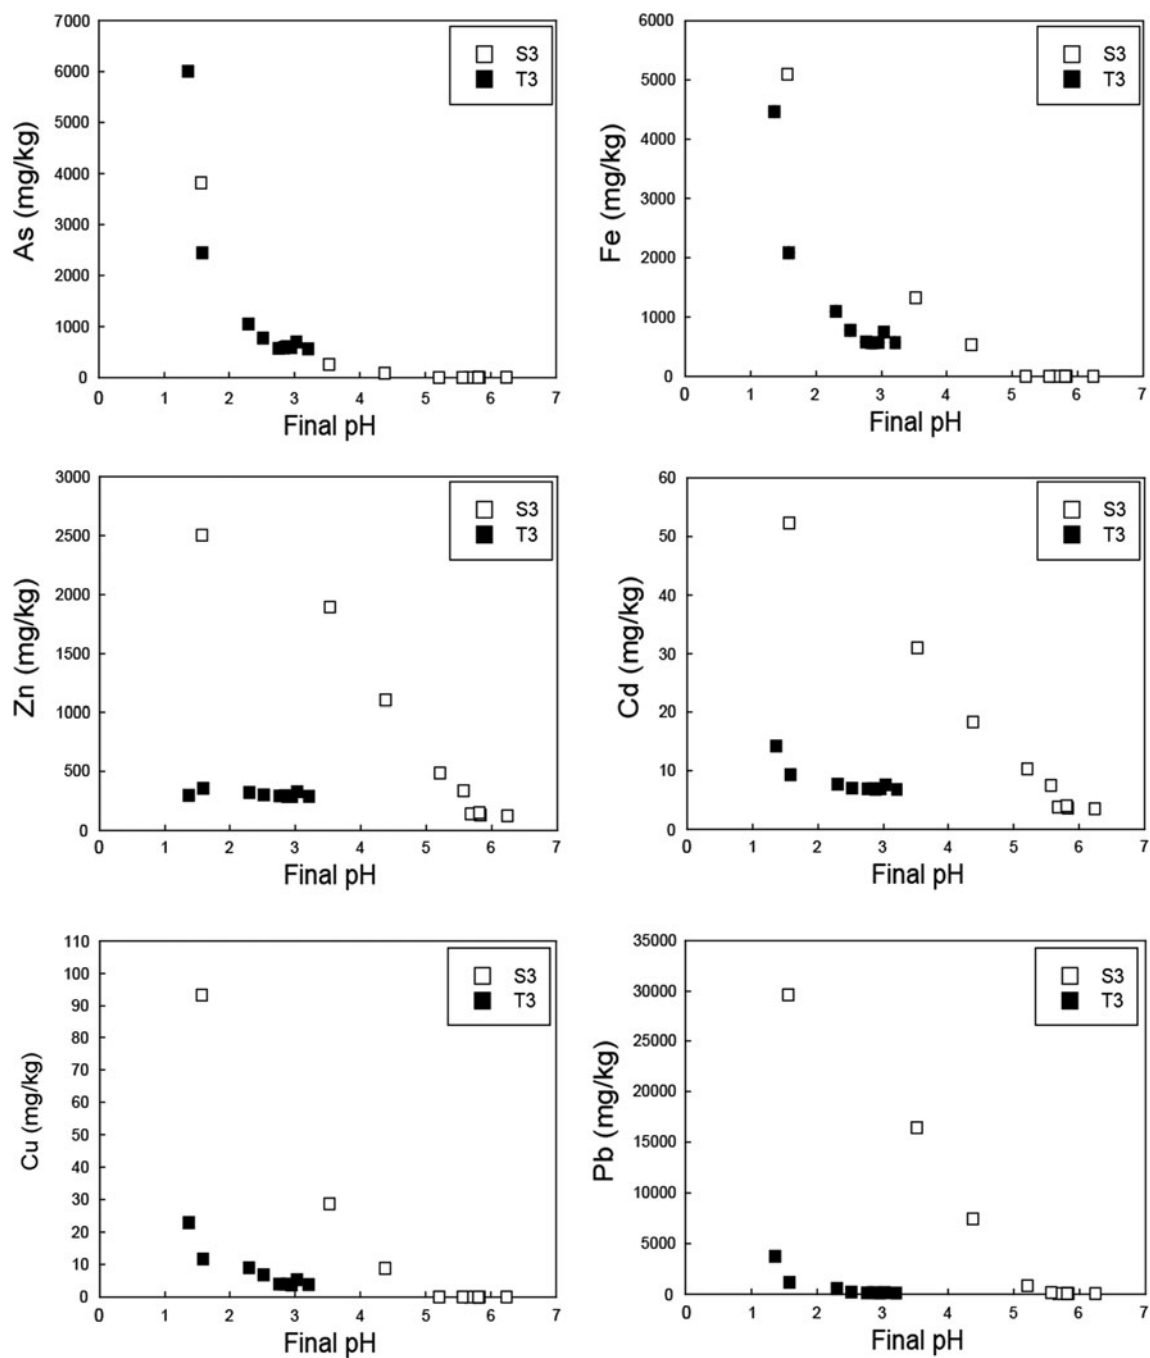 7000
6000
5000
4000
3000
2000
1000
0
As (mg/kg)
S3
T3
0 1 2 3 4 5 6 7
Final pH
6000
5000
4000
3000
2000
1000
0
Fe (mg/kg)
S3
T3
0 1 2 3 4 5 6 7
Final pH
3000
2500
2000
1500
1000
500
0
Zn (mg/kg)
S3
T3
0 1 2 3 4 5 6 7
Final pH
60
50
40
30
20
10
0
Cd (mg/kg)
S3
T3
0 1 2 3 4 5 6 7
Final pH
110
100
90
80
70
60
50
40
30
20
10
0
Cu (mg/kg)
S3
T3
0 1 2 3 4 5 6 7
Final pH
35000
30000
25000
20000
15000
10000
5000
0
Pb (mg/kg)
S3
T3
0 1 2 3 4 5 6 7
Final pH